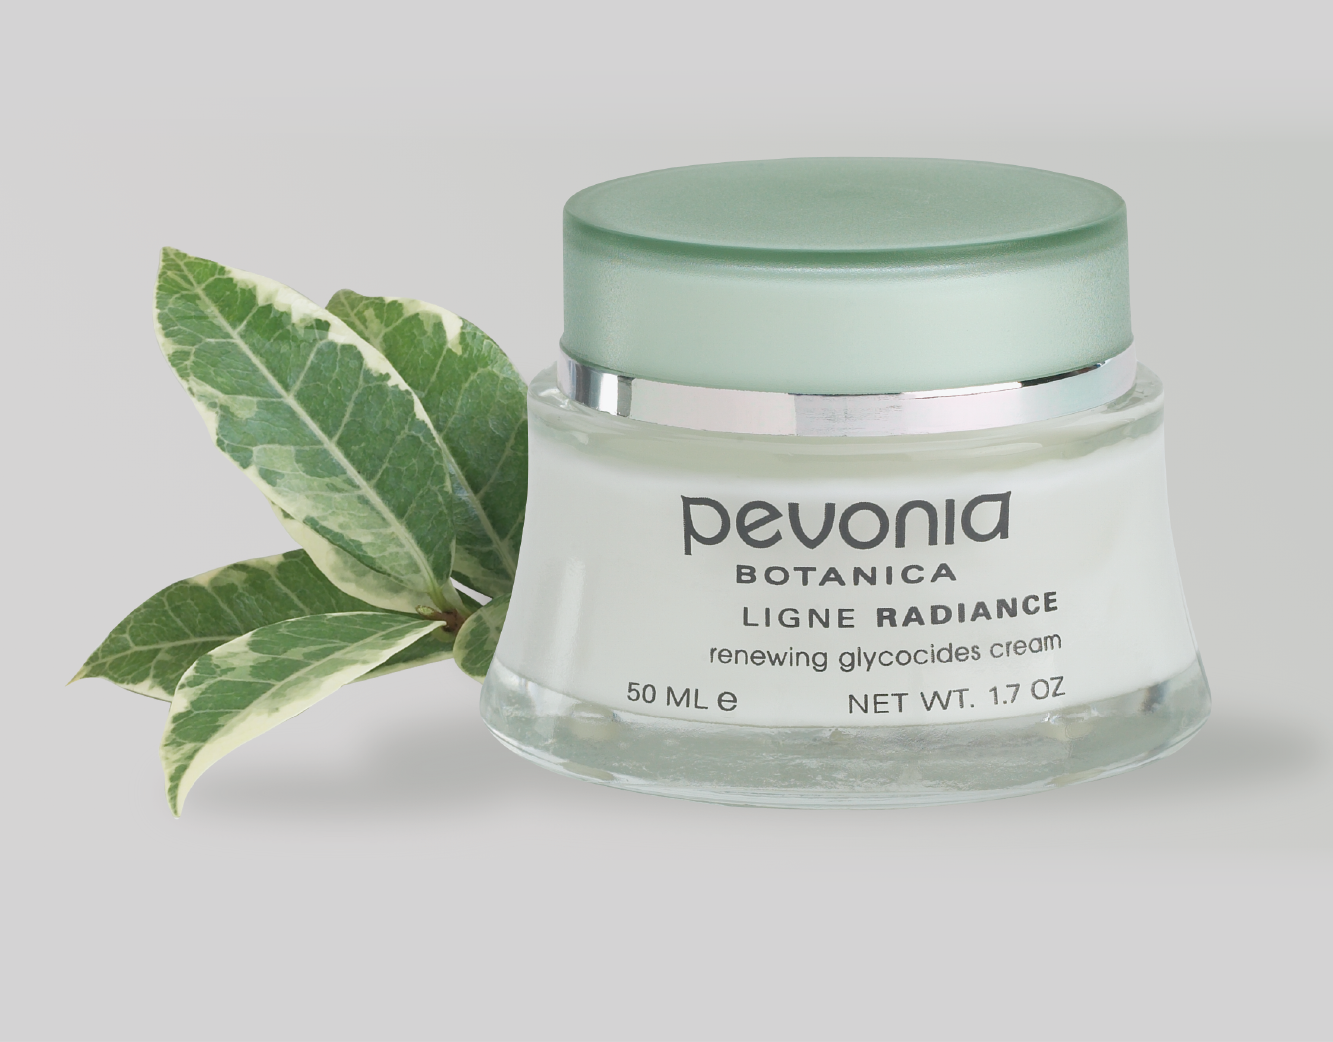 pevonia
BOTANICA
LIGNE RADIANCE
renewing glycocides cream
50 ML e NET WT. 1.7 OZ